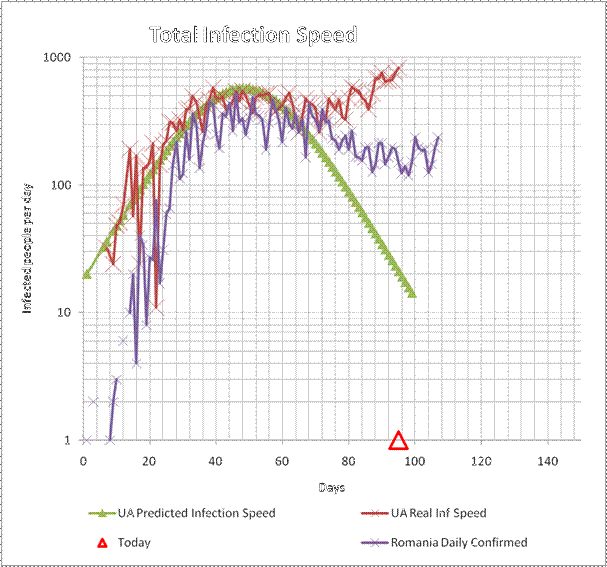 Total Infection Speed
1000
100
10
1
Infected people per day
0 20 40 60 80 100 120 140
Days
UA Predicted Infection Speed UA Real Inf Speed
Today Romania Daily Confirmed